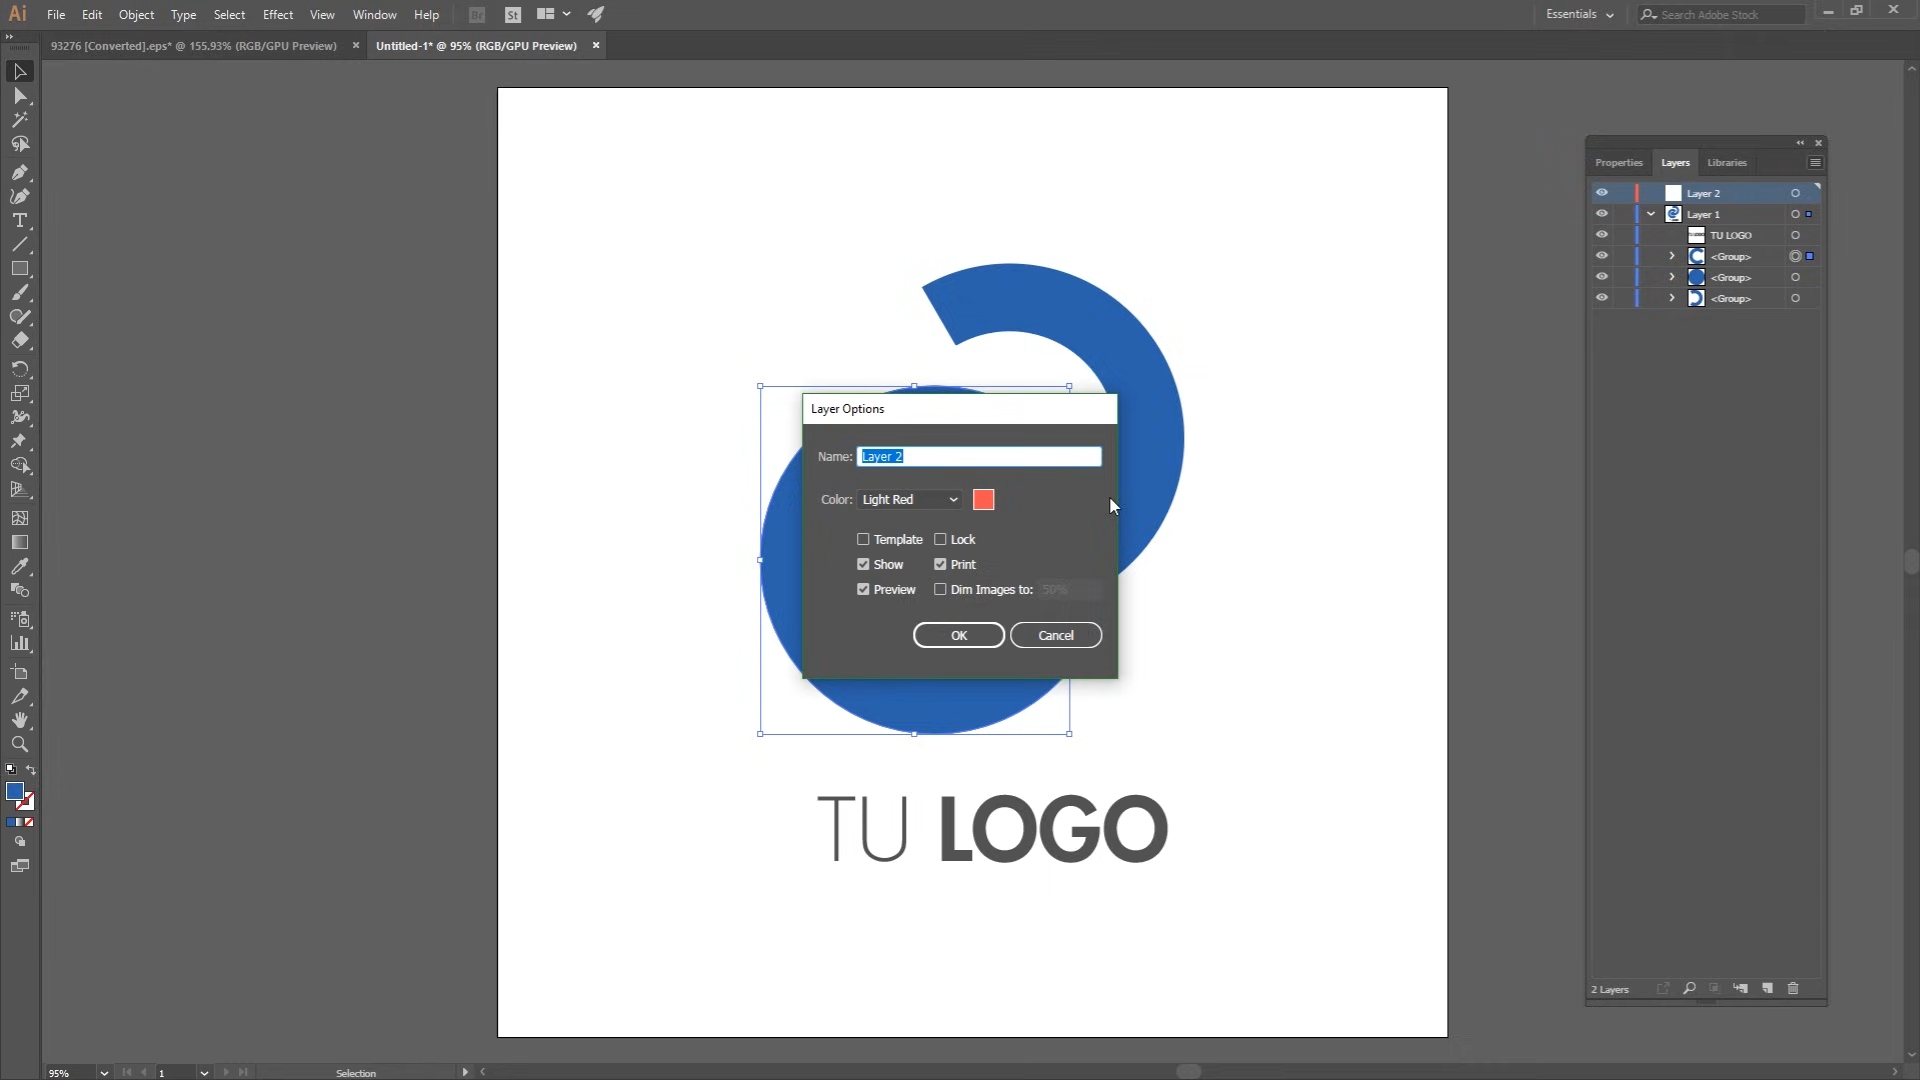 Ai File Edit Object Type Select Effect View Window Help Br St Essentials Search Adobe Stock
93276 [Converted].eps* @ 155.93% (RGB/GPU Preview) × Untitled-1* @ 95% (RGB/GPU Preview) ×
Properties Layers Libraries
Layer 2
Layer 1
TU LOGO
<Group>
<Group>
<Group>
2 Layers
Layer Options
Name: Layer 2
Color: Light Red
Template Lock
Show Print
Preview Dim Images to: 50%
OK Cancel
TU LOGO
95% 1 Selection